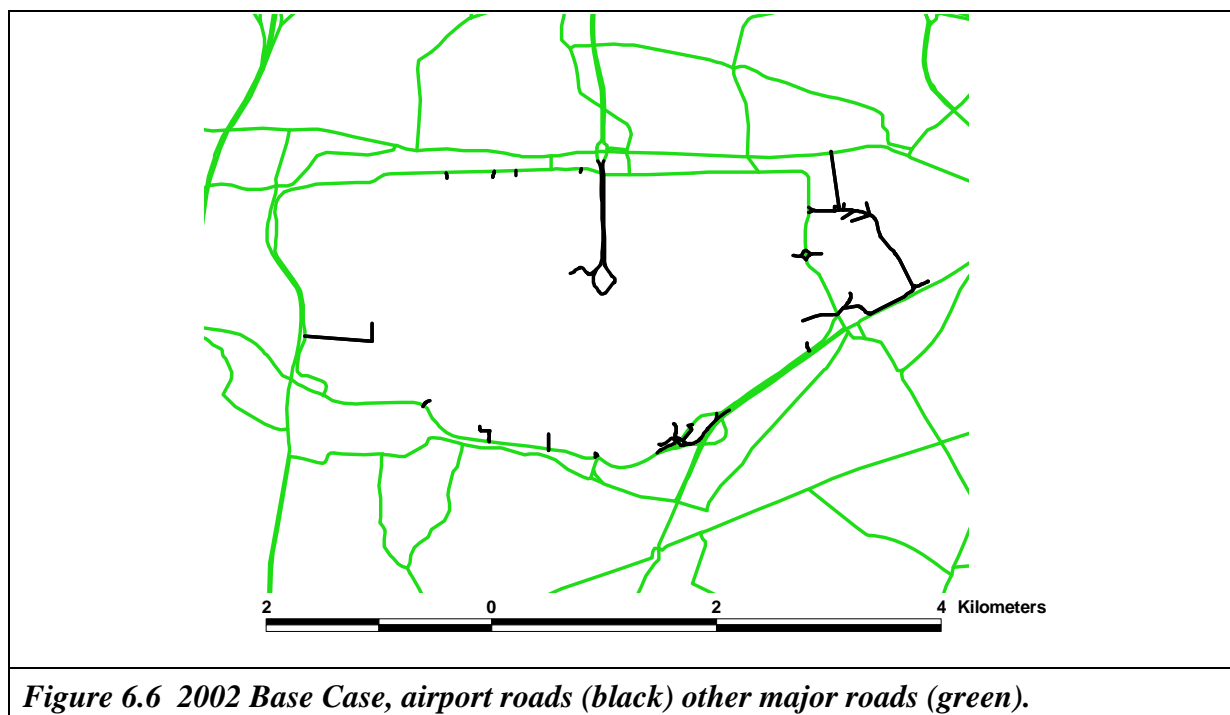 2 0 2 4 Kilometers
Figure 6.6 2002 Base Case, airport roads (black) other major roads (green).